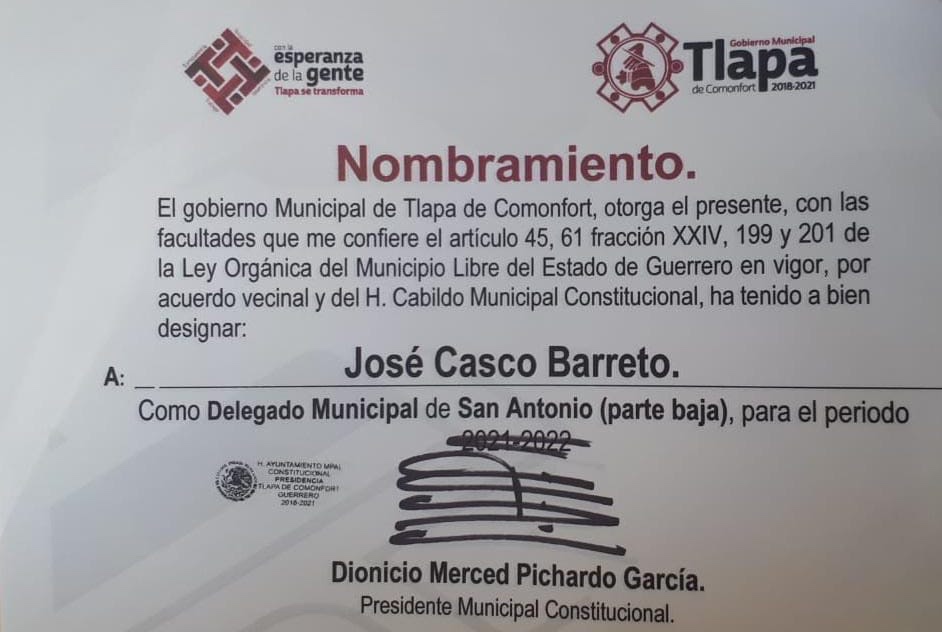 con la
esperanza
de la gente
Tlapa se transforma
Gobierno Municipal
Tlapa
de Comonfort 2018-2021
Nombramiento.
El gobierno Municipal de Tlapa de Comonfort, otorga el presente, con las
facultades que me confiere el artículo 45, 61 fracción XXIV, 199 y 201 de
la Ley Orgánica del Municipio Libre del Estado de Guerrero en vigor, por
acuerdo vecinal y del H. Cabildo Municipal Constitucional, ha tenido a bien
designar:
A: José Casco Barreto.
Como Delegado Municipal de San Antonio (parte baja), para el periodo
2021-2022
H. AYUNTAMIENTO MPAL
CONSTITUCIONAL
PRESIDENCIA
TLAPA DE COMONFORT
GUERRERO
2018-2021
Dionicio Merced Pichardo García.
Presidente Municipal Constitucional.